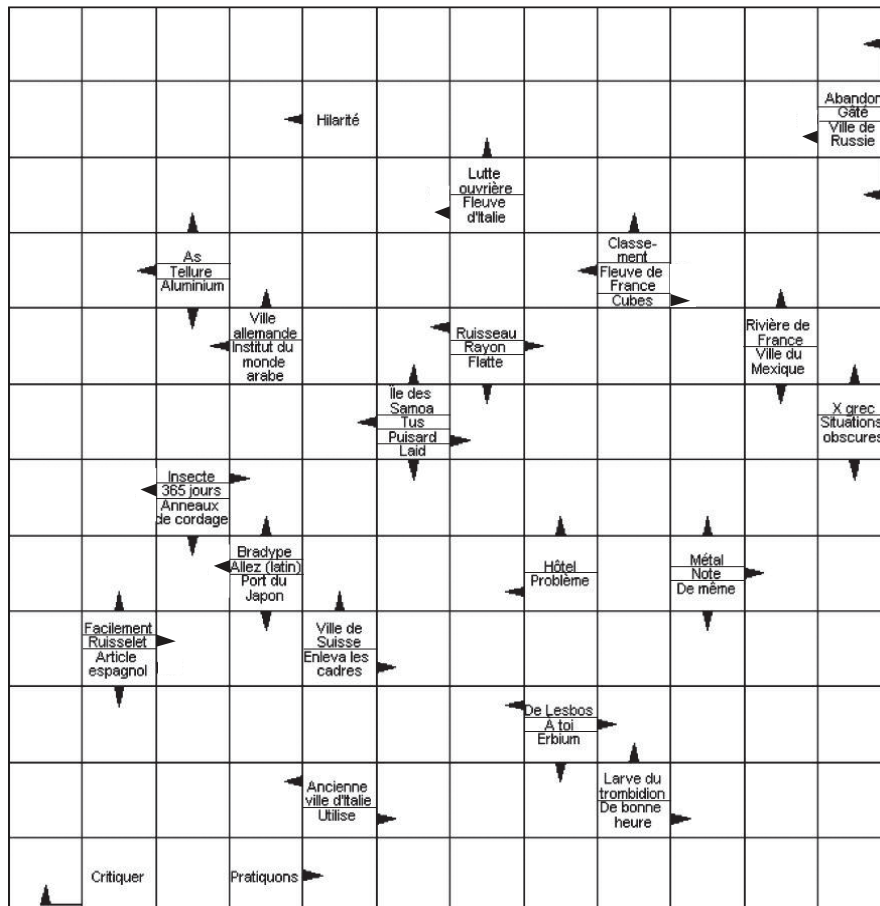 Hilarité
Abandon
Gâté
Ville de
Russie
Lutte
ouvrière
Fleuve
d'Italie
As
Tellure
Aluminium
Classe-
ment
Fleuve de
France
Cubes
Ville
allemande
Institut du
monde
arabe
Ruisseau
Rayon
Flatte
Rivière de
France
Ville du
Mexique
Île des
Samoa
Tus
Puisard
Laid
X grec
Situations
obscures
Insecte
365 jours
Anneaux
de cordage
Bradype
Allez (latin)
Port du
Japon
Hôtel
Problème
Métal
Note
De même
Facilement
Ruisselet
Article
espagnol
Ville de
Suisse
Enleva les
cadres
De Lesbos
À toi
Erbium
Ancienne
ville d'Italie
Utilise
Larve du
trombidion
De bonne
heure
Critiquer
Pratiquons